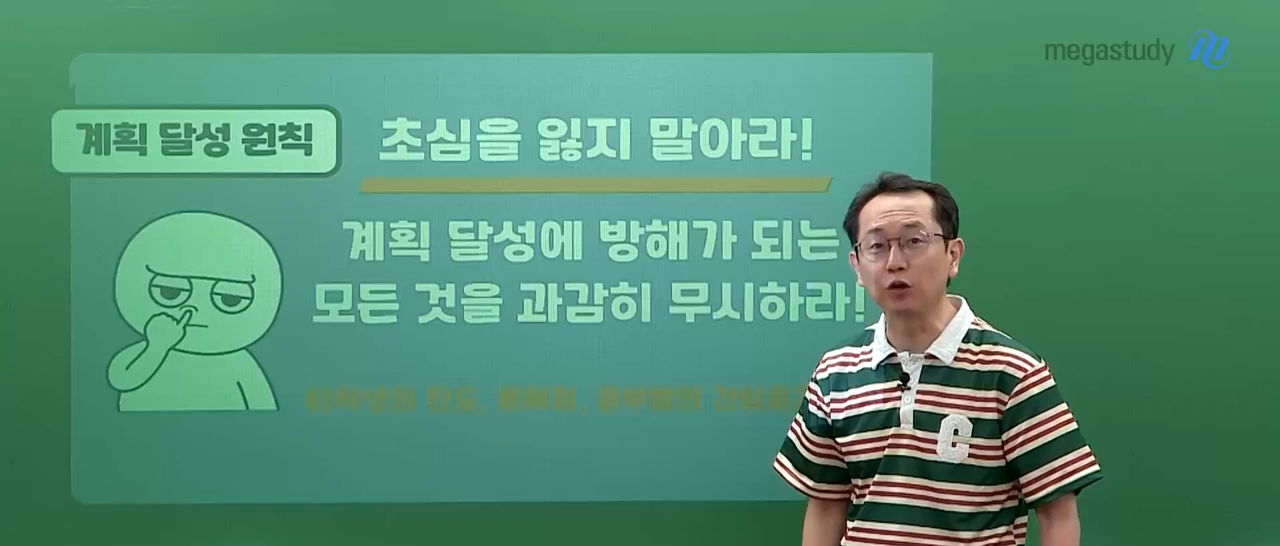 megastudy
계획 달성 원칙
초심을 잃지 말아라!
계획 달성에 방해가 되는
모든 것을 과감히 무시하라!
C